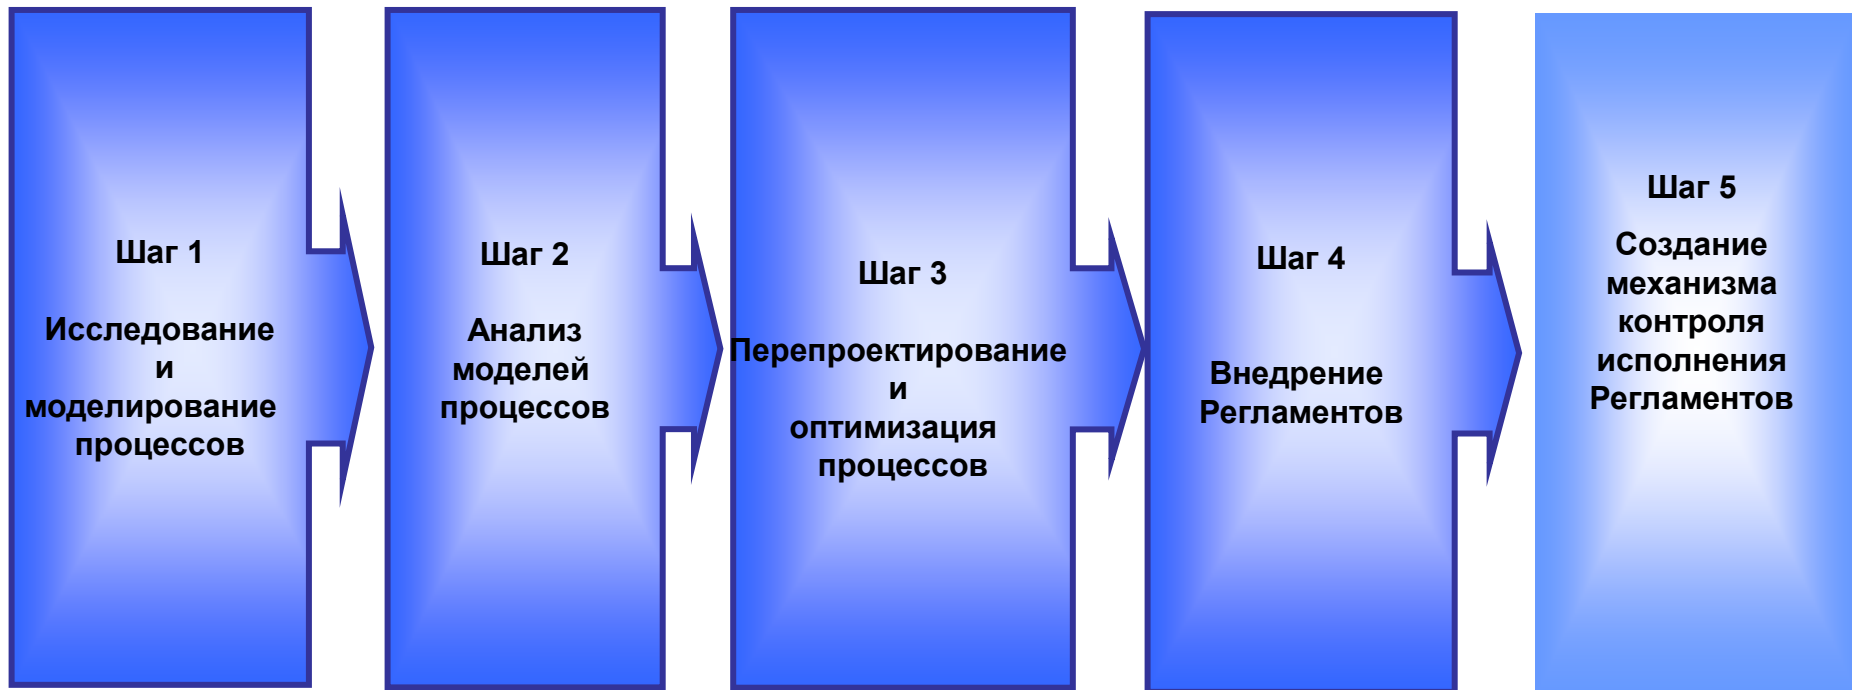 Шаг 1
Исследование
и
моделирование
процессов
Шаг 2
Анализ
моделей
процессов
Шаг 3
Перепроектирование
и
оптимизация
процессов
Шаг 4
Внедрение
Регламентов
Шаг 5
Создание
механизма
контроля
исполнения
Регламентов